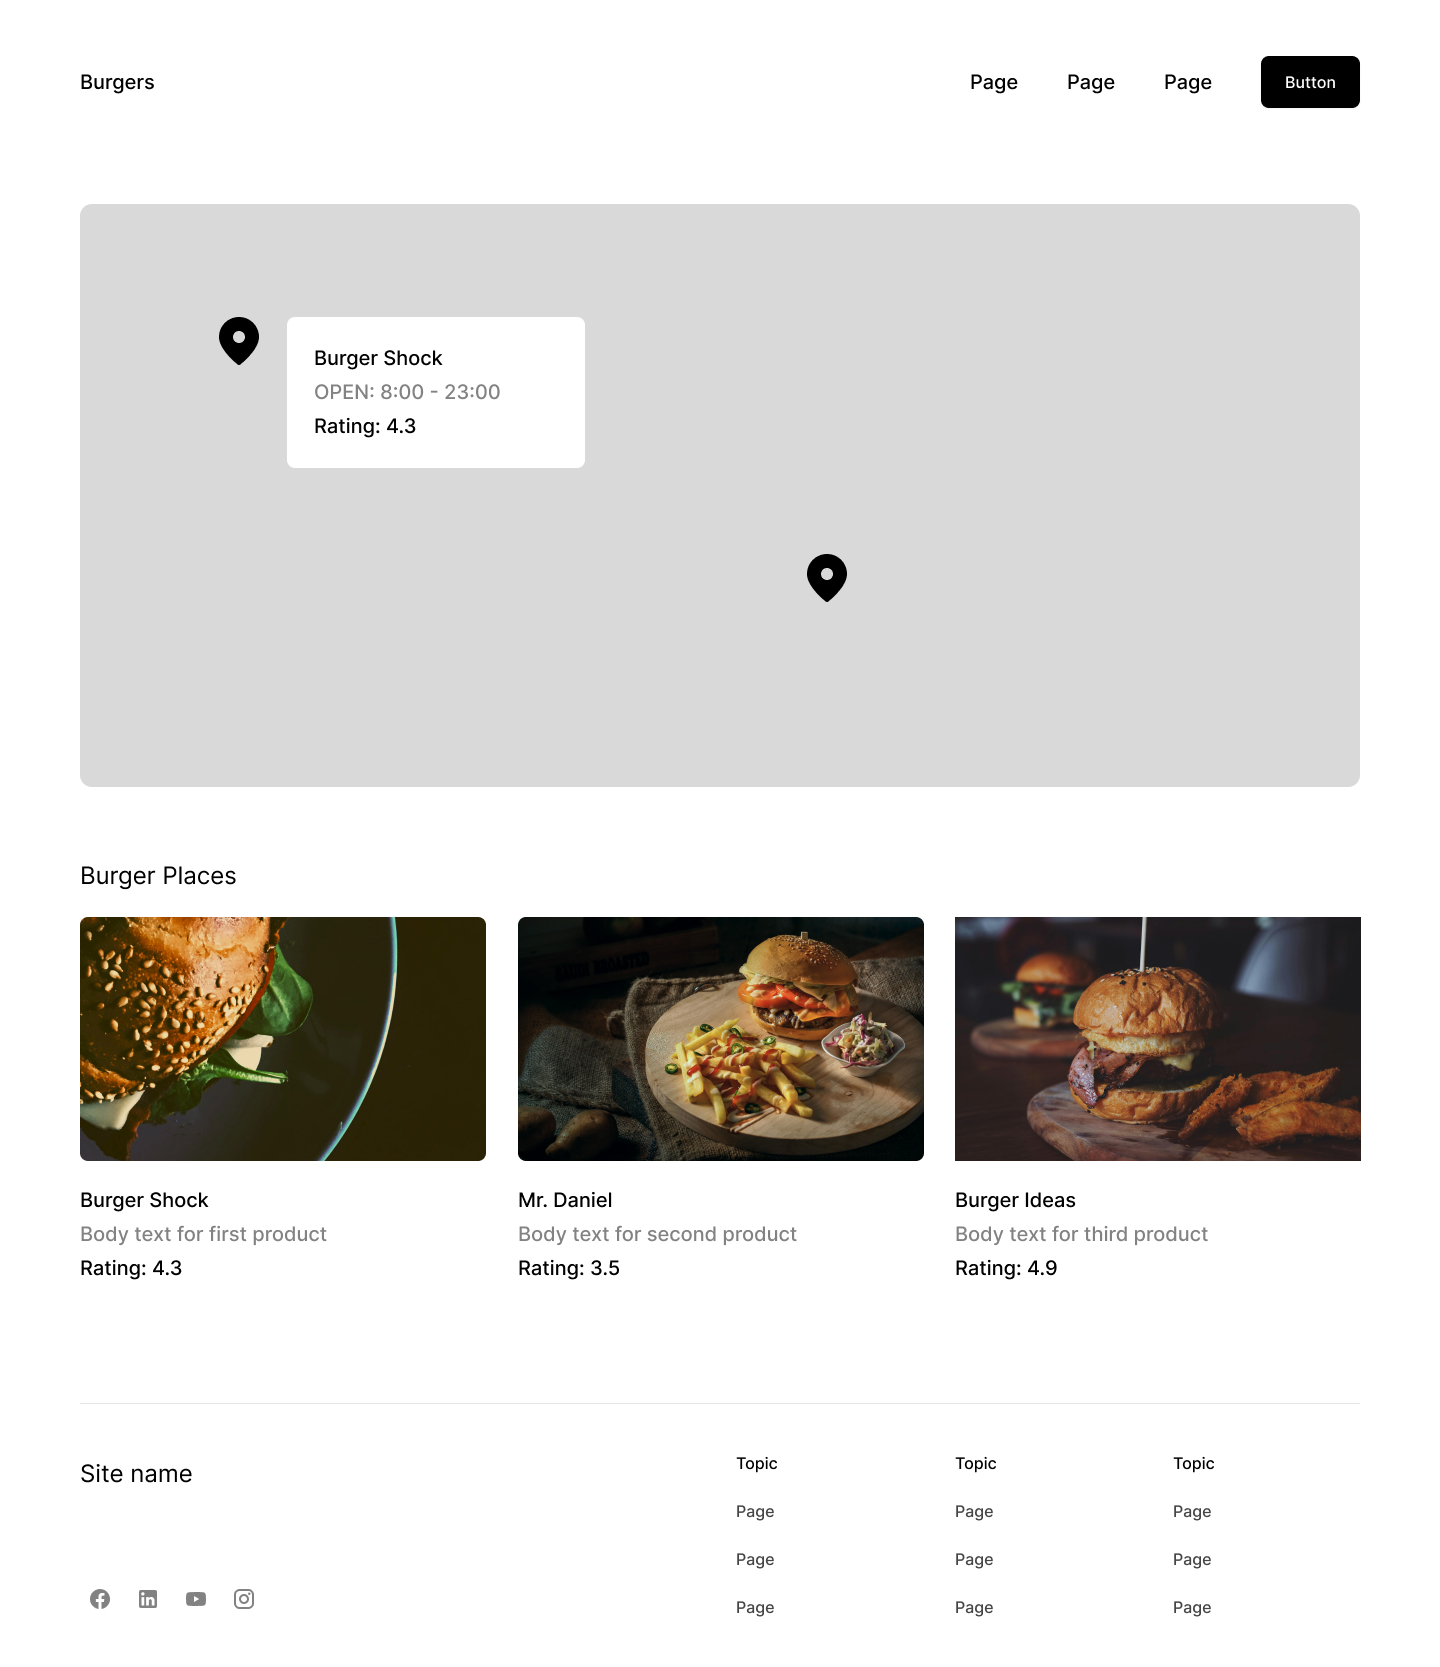 Burgers
Page
Page
Page
Button
Burger Shock
OPEN: 8:00 - 23:00
Rating: 4.3
Burger Places
Burger Shock
Body text for first product
Rating: 4.3
Mr. Daniel
Body text for second product
Rating: 3.5
Burger Ideas
Body text for third product
Rating: 4.9
Site name
Topic
Page
Page
Page
Topic
Page
Page
Page
Topic
Page
Page
Page